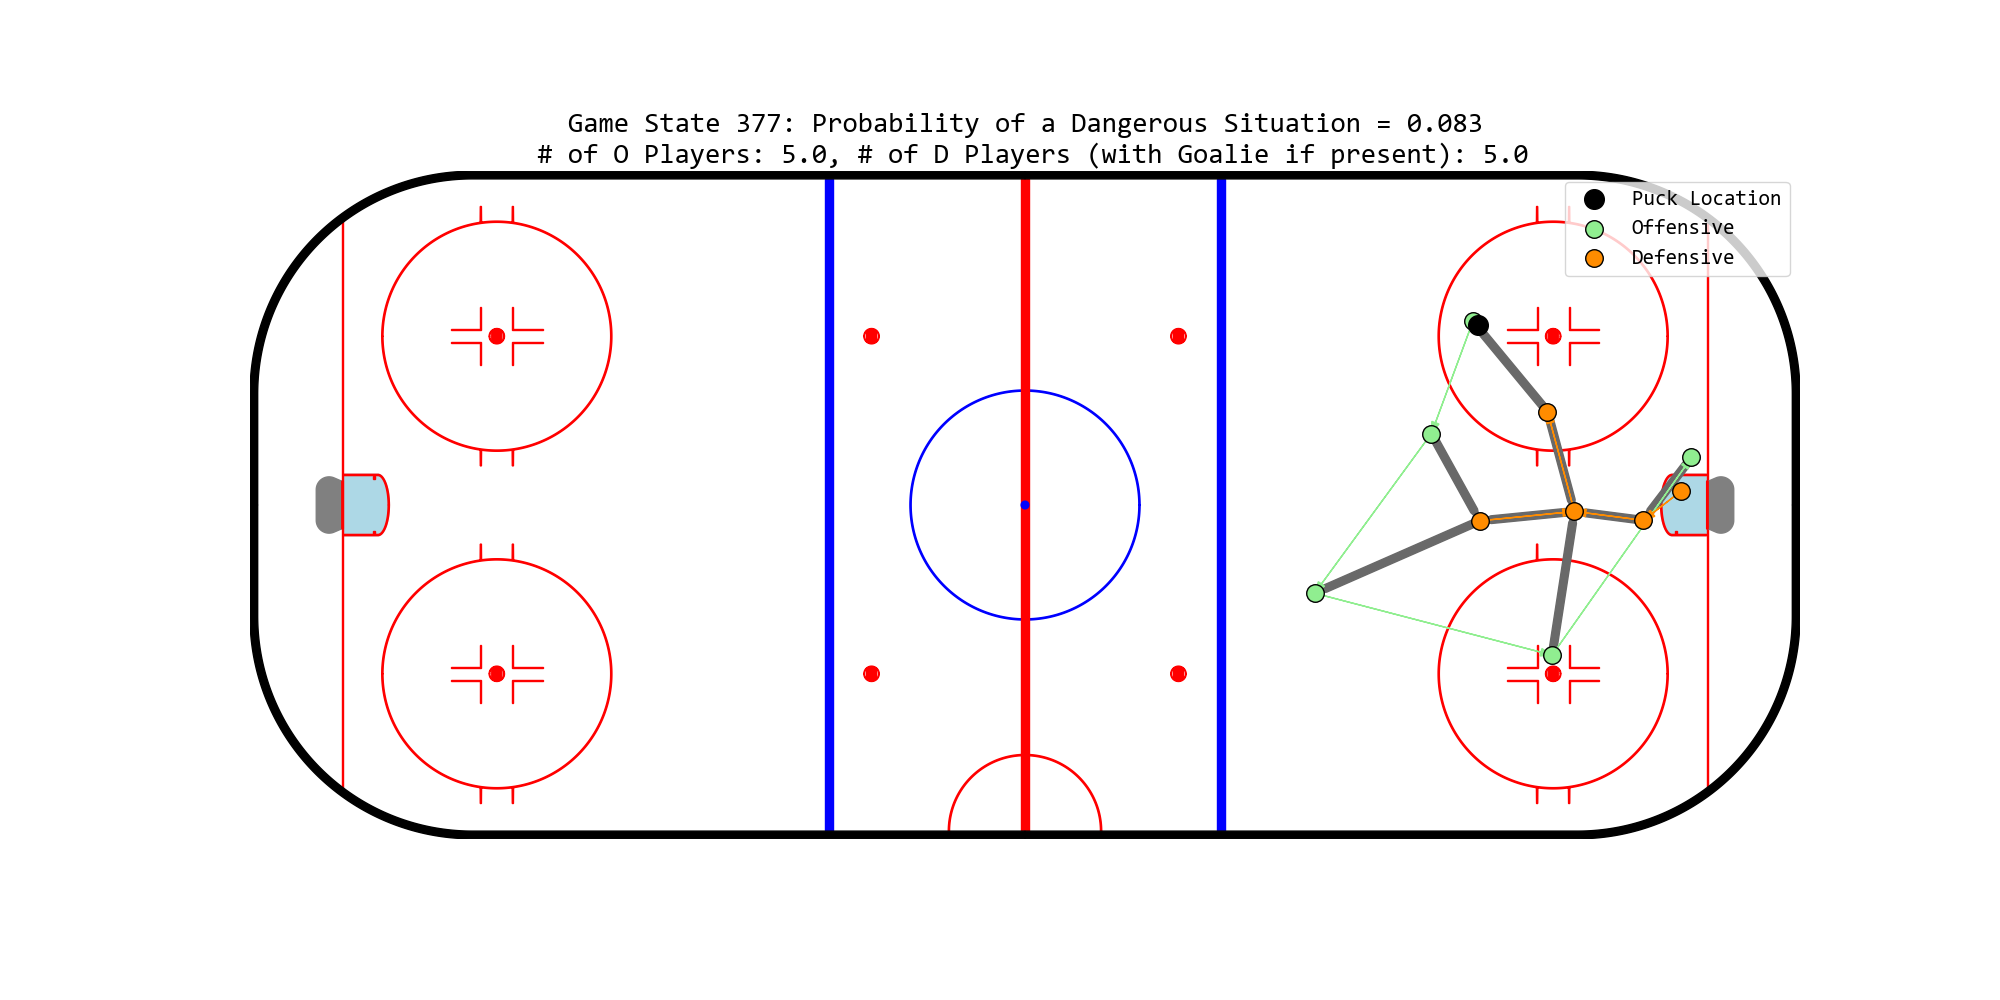 Game State 377: Probability of a Dangerous Situation = 0.083
# of O Players: 5.0, # of D Players (with Goalie if present): 5.0
Puck Location
Offensive
Defensive